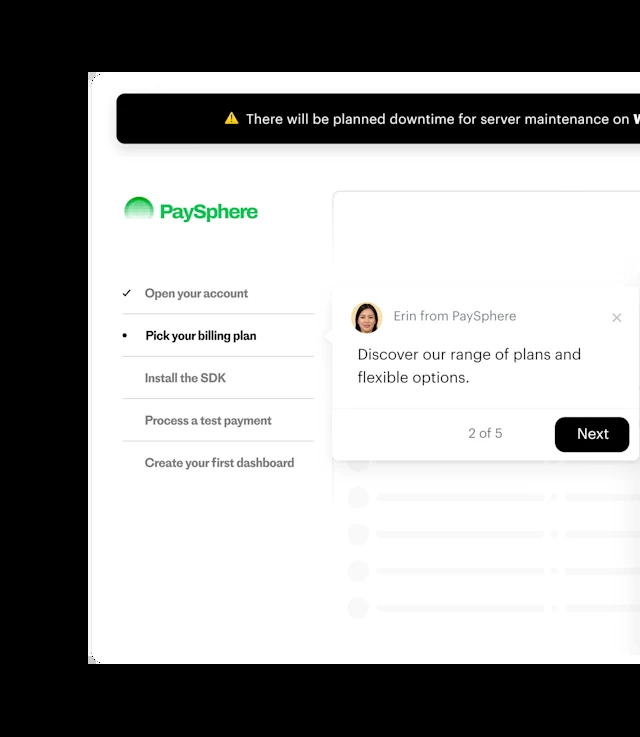 ⚠️ There will be planned downtime for server maintenance on
PaySphere
Open your account
Pick your billing plan
Install the SDK
Process a test payment
Create your first dashboard
Erin from PaySphere
Discover our range of plans and
flexible options.
2 of 5
Next